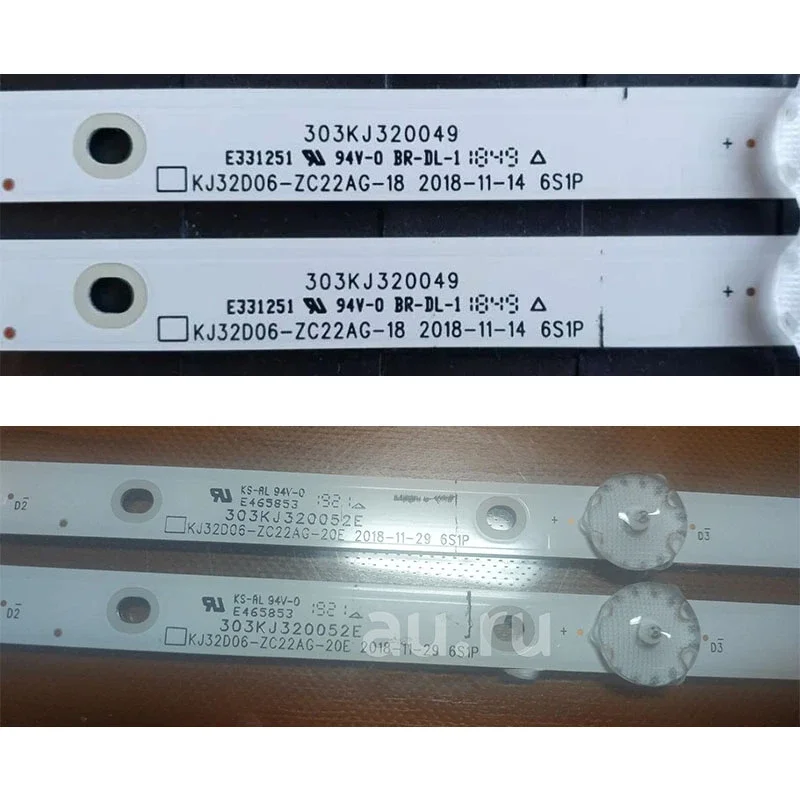 303KJ320049
E331251 94V-0 BR-DL-1 1849 △
KJ32D06-ZC22AG-18 2018-11-14 6S1P
+
303KJ320049
E331251 94V-0 BR-DL-1 1849 △
KJ32D06-ZC22AG-18 2018-11-14 6S1P
+
KS-AL 94V-0
E465853 1921 △
303KJ320052E
KJ32D06-ZC22AG-20E 2018-11-29 6S1P
D2
+
D3
KS-AL 94V-0
E465853 1921 △
303KJ320052E
KJ32D06-ZC22AG-20E 2018-11-29 6S1P
D2
+
D3
au.ru